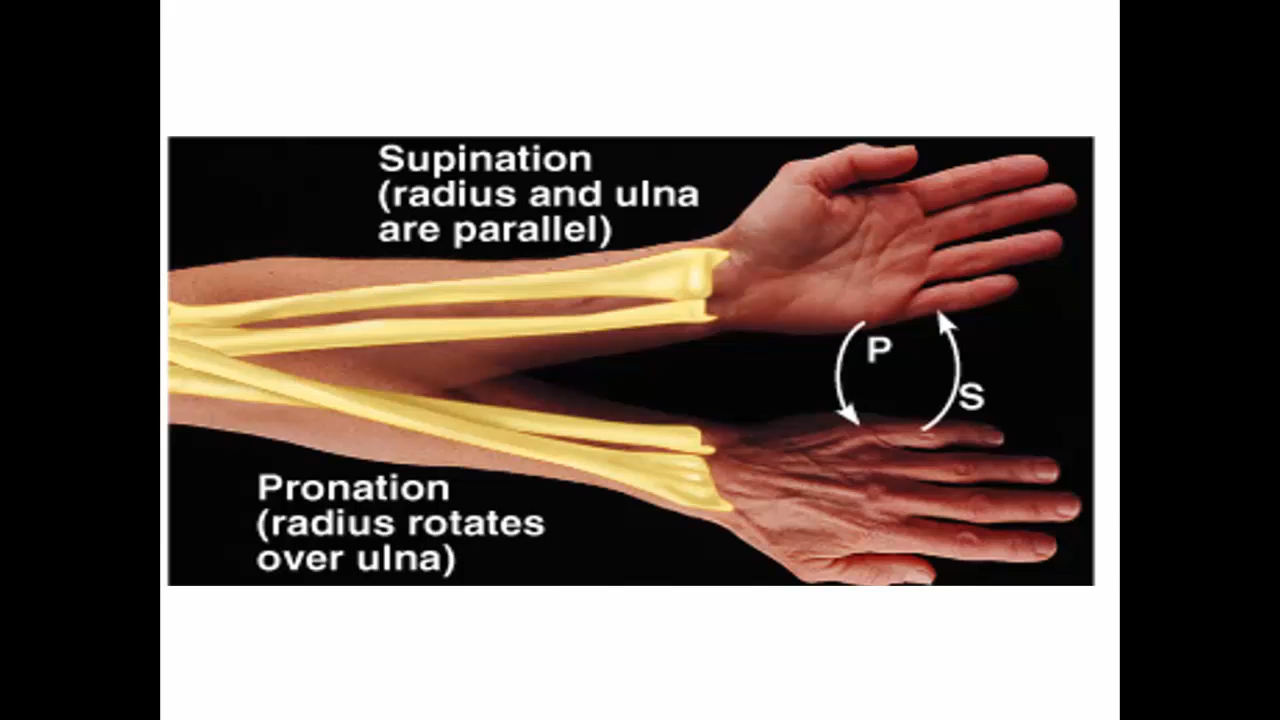 Supination
(radius and ulna
are parallel)
P
S
Pronation
(radius rotates
over ulna)